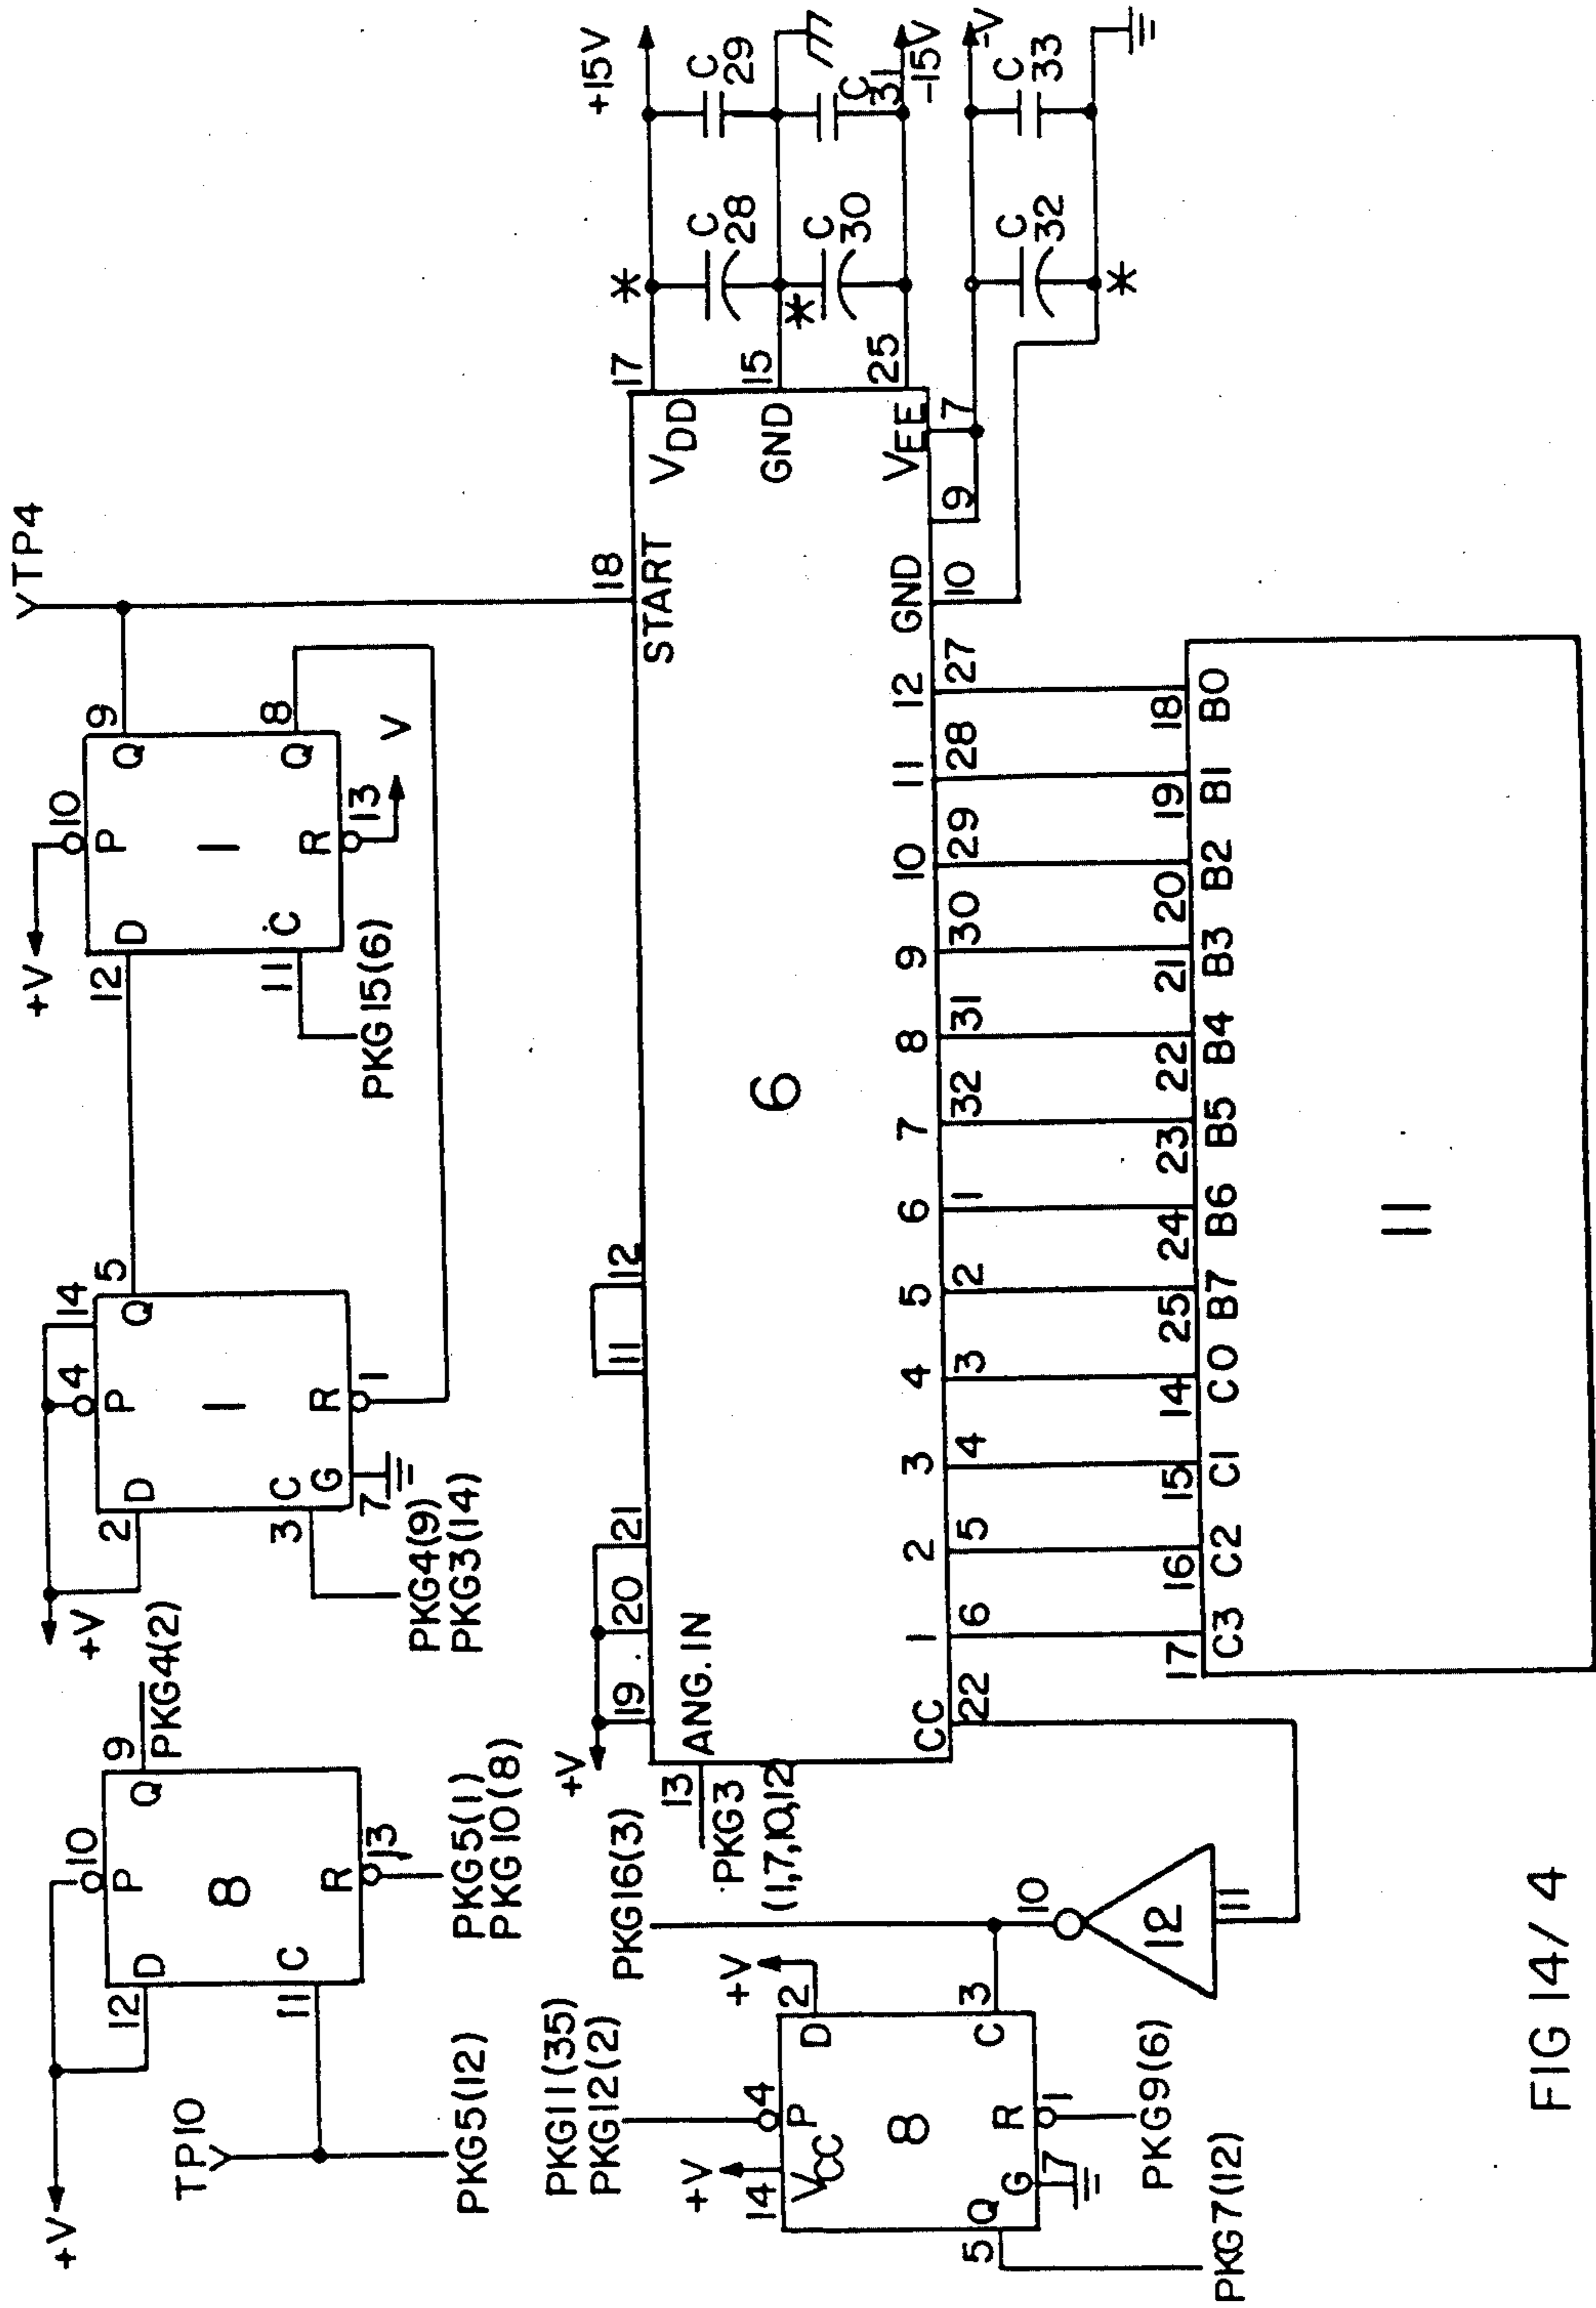 +V
12
D
10
P
9
Q
PKG4(2)
8
11
C
R
13
PKG5(1)
PKG10(8)
TP10
PKG5(12)
+V
2
D
4
P
14
Q
5
1
3
C
G
7
R
1
PKG4(9)
PKG3(14)
+V
12
D
10
P
9
Q
1
11
C
R
13
V
Q
8
PKG15(6)
TP4
+V
19
20
21
11
12
18
START
ANG.IN
13
PKG3
(1,7,10,12
6
17
VDD
15
GND
25
VEE
7
9
GND
10
+15V
C
28
C
29
C
30
C
31
-15V
-V
C
32
C
33
*
*
*
CC
22
1
2
3
4
5
6
7
8
9
10
11
12
6
5
4
3
2
1
32
31
30
29
28
27
17
16
15
14
25
24
23
22
21
20
19
18
C3
C2
C1
C0
B7
B6
B5
B4
B3
B2
B1
B0
11
PKG16(3)
10
12
11
PKG11(35)
PKG12(2)
+V
14
VCC
4
P
+V
2
D
8
3
C
5
Q
G
7
R
1
PKG9(6)
PKG7(12)
FIG 14/4